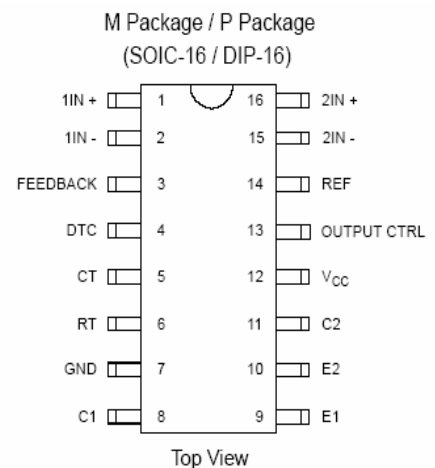 M Package / P Package
(SOIC-16 / DIP-16)
1IN + 1 16 2IN +
1IN - 2 15 2IN -
FEEDBACK 3 14 REF
DTC 4 13 OUTPUT CTRL
CT 5 12 VCC
RT 6 11 C2
GND 7 10 E2
C1 8 9 E1
Top View